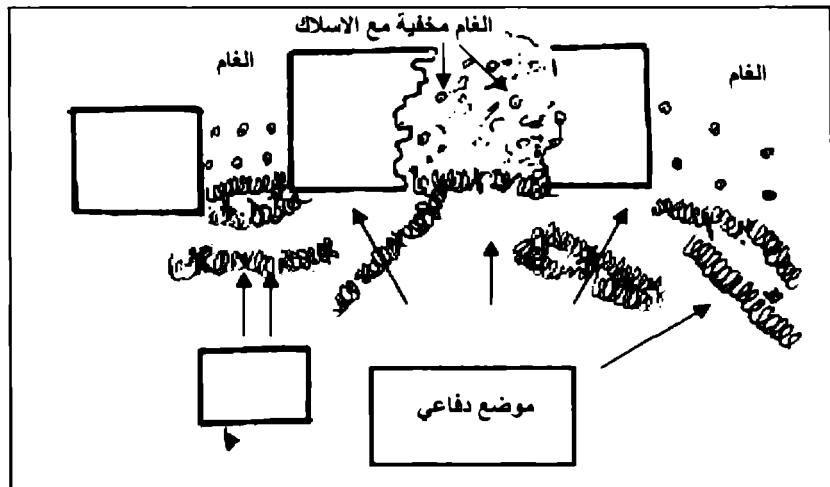 الغام مخفية مع الاسلاك
الغام
الغام
موضع دفاعي